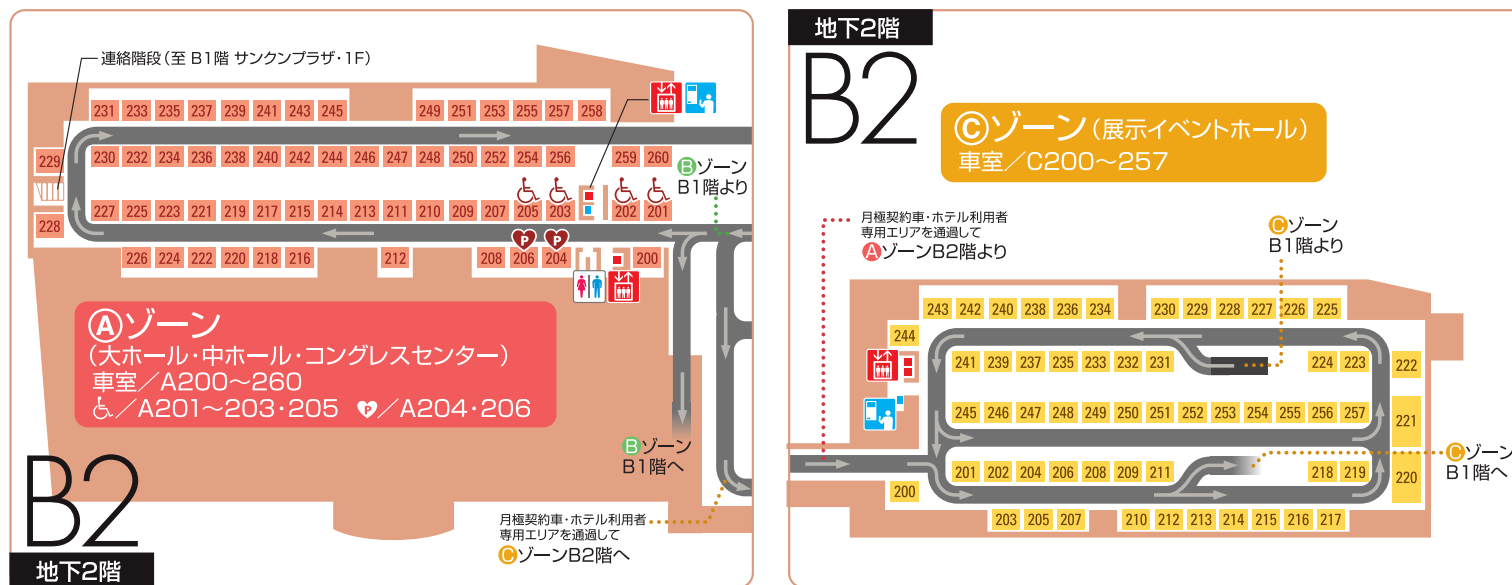 連絡階段(至 B1階 サンクンプラザ・1F)
231 233 235 237 239 241 243 245 249 251 253 255 257 258
229
230 232 234 236 238 240 242 244 246 247 248 250 252 254 256 259 260
Bゾーン
B1階より
228
227 225 223 221 219 217 215 214 213 211 210 209 207 205 203 202 201
P P
226 224 222 220 218 216 212 208 206 204 200
Aゾーン
(大ホール・中ホール・コングレスセンター)
車室/A200~260
/A201~203・205 P/A204・206
Bゾーン
B1階へ
月極契約車・ホテル利用者
専用エリアを通過して
CゾーンB2階へ
B2
地下2階
地下2階
B2
Cゾーン(展示イベントホール)
車室/C200~257
月極契約車・ホテル利用者
専用エリアを通過して
AゾーンB2階より
Cゾーン
B1階より
243 242 240 238 236 234 230 229 228 227 226 225
244
241 239 237 235 233 232 231 224 223 222
245 246 247 248 249 250 251 252 253 254 255 256 257 221
Cゾーン
B1階へ
201 202 204 206 208 209 211 218 219 220
200
203 205 207 210 212 213 214 215 216 217